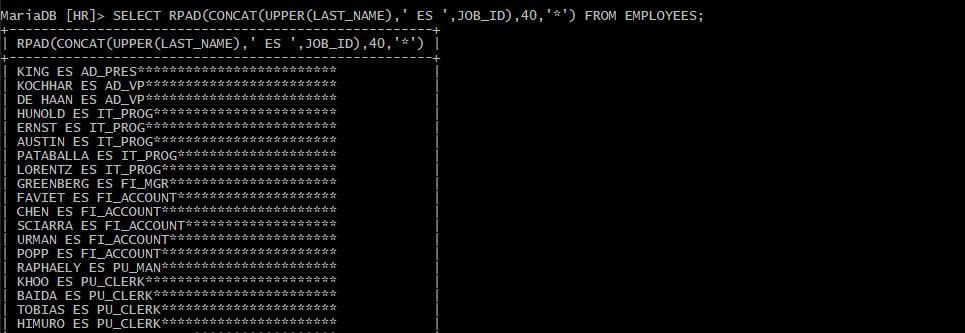 MariaDB [HR]> SELECT RPAD(CONCAT(UPPER(LAST_NAME),' ES ',JOB_ID),40,'*') FROM EMPLOYEES;
+-----------------------------------------------------+
| RPAD(CONCAT(UPPER(LAST_NAME),' ES ',JOB_ID),40,'*') |
+-----------------------------------------------------+
| KING ES AD_PRES************************* |
| KOCHHAR ES AD_VP************************ |
| DE HAAN ES AD_VP************************ |
| HUNOLD ES IT_PROG*********************** |
| ERNST ES IT_PROG************************ |
| AUSTIN ES IT_PROG*********************** |
| PATABALLA ES IT_PROG******************** |
| LORENTZ ES IT_PROG********************** |
| GREENBERG ES FI_MGR********************* |
| FAVIET ES FI_ACCOUNT******************** |
| CHEN ES FI_ACCOUNT********************** |
| SCIARRA ES FI_ACCOUNT******************* |
| URMAN ES FI_ACCOUNT********************* |
| POPP ES FI_ACCOUNT********************** |
| RAPHAELY ES PU_MAN********************** |
| KHOO ES PU_CLERK************************ |
| BAIDA ES PU_CLERK*********************** |
| TOBIAS ES PU_CLERK********************** |
| HIMURO ES PU_CLERK********************** |